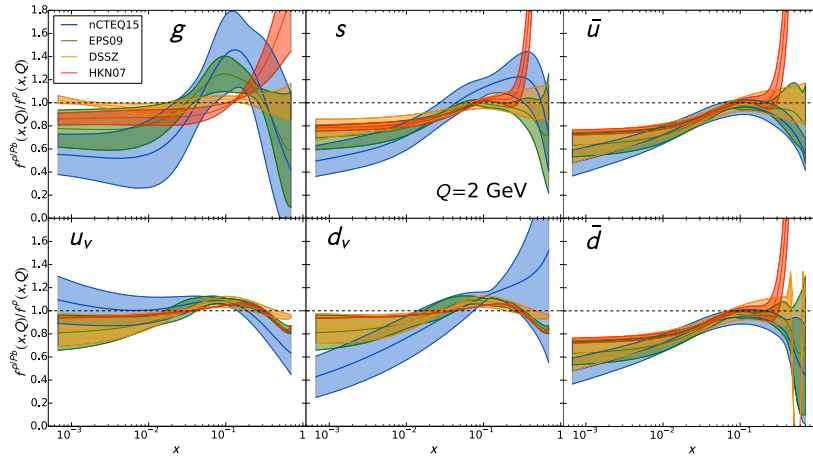 1.8
1.6
1.4
1.2
1.0
0.8
0.6
0.4
0.2
0.0
f^{p/Pb}(x,Q)/f^{p}(x,Q)
nCTEQ15
EPS09
DSSZ
HKN07
g
s
Q=2 GeV
ū
1.8
1.6
1.4
1.2
1.0
0.8
0.6
0.4
0.2
0.0
f^{p/Pb}(x,Q)/f^{p}(x,Q)
u_v
d_v
d̄
10^{-3} 10^{-2} 10^{-1} 1
10^{-3} 10^{-2} 10^{-1} 1
10^{-3} 10^{-2} 10^{-1} 1
x x x